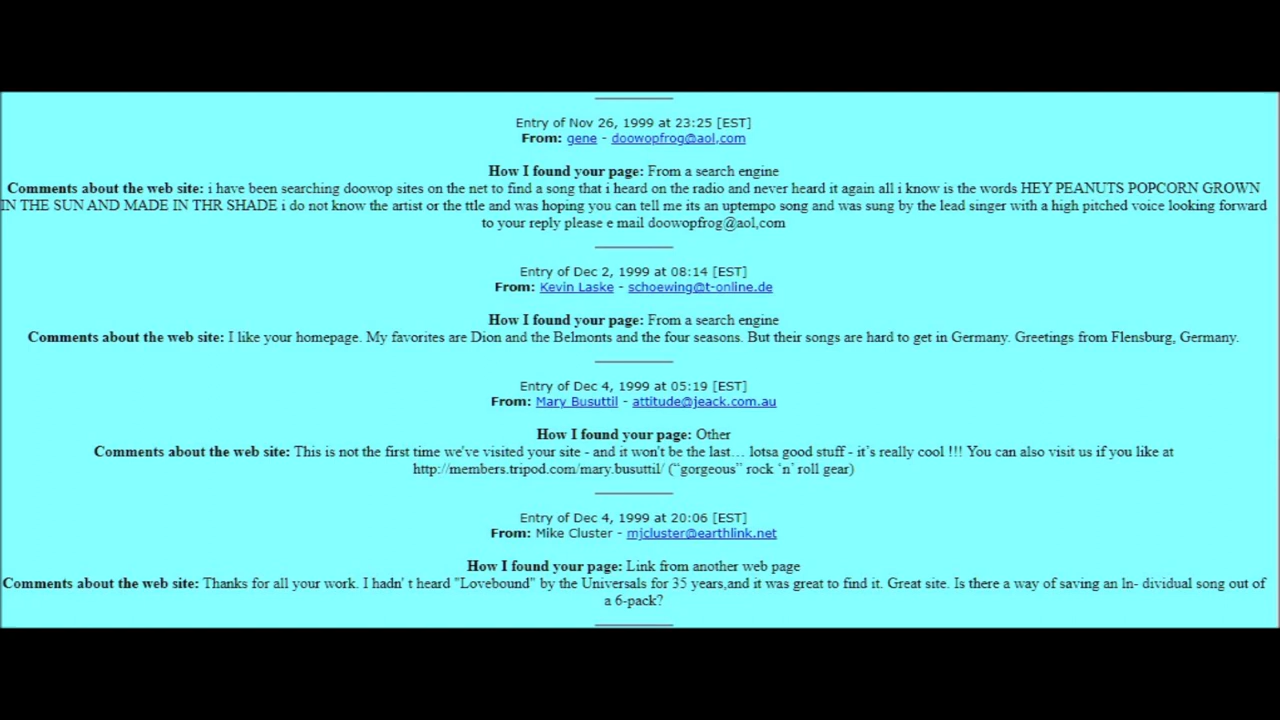 Entry of Nov 26, 1999 at 23:25 [EST]
From: gene - doowopfrog@aol,com
How I found your page: From a search engine
Comments about the web site: i have been searching doowop sites on the net to find a song that i heard on the radio and never heard it again all i know is the words HEY PEANUTS POPCORN GROWN
IN THE SUN AND MADE IN THR SHADE i do not know the artist or the ttle and was hoping you can tell me its an uptempo song and was sung by the lead singer with a high pitched voice looking forward
to your reply please e mail doowopfrog@aol,com
Entry of Dec 2, 1999 at 08:14 [EST]
From: Kevin Laske - schoewing@t-online.de
How I found your page: From a search engine
Comments about the web site: I like your homepage. My favorites are Dion and the Belmonts and the four seasons. But their songs are hard to get in Germany. Greetings from Flensburg, Germany.
Entry of Dec 4, 1999 at 05:19 [EST]
From: Mary Busuttil - attitude@jeack.com.au
How I found your page: Other
Comments about the web site: This is not the first time we've visited your site - and it won't be the last… lotsa good stuff - it’s really cool !!! You can also visit us if you like at
http://members.tripod.com/mary.busuttil/ (“gorgeous” rock ‘n’ roll gear)
Entry of Dec 4, 1999 at 20:06 [EST]
From: Mike Cluster - mjcluster@earthlink.net
How I found your page: Link from another web page
Comments about the web site: Thanks for all your work. I hadn' t heard "Lovebound" by the Universals for 35 years,and it was great to find it. Great site. Is there a way of saving an ln- dividual song out of
a 6-pack?